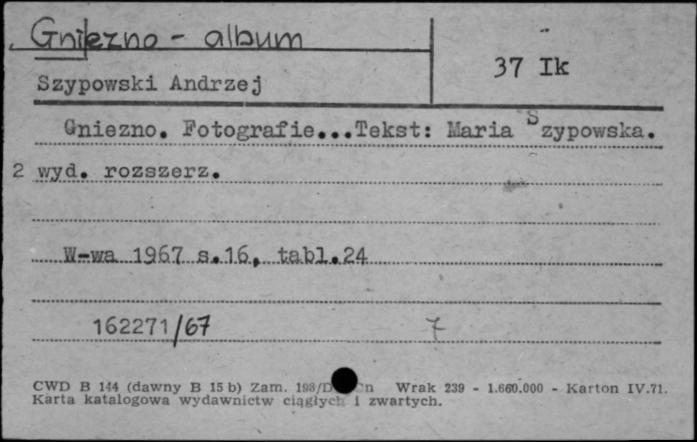 Gniezno - album
37 Ik
Szypowski Andrzej
Gniezno. Fotografie...Tekst: Maria Szypowska.
2 wyd. rozszerz.
W-wa 1967 s.16, tabl.24
162271/67 7
CWD B 144 (dawny B 15 b) Zam. Wrak 239 - 1.660.000 - Karton IV.71.
Karta katalogowa wydawnictw ciągłych i zwartych.